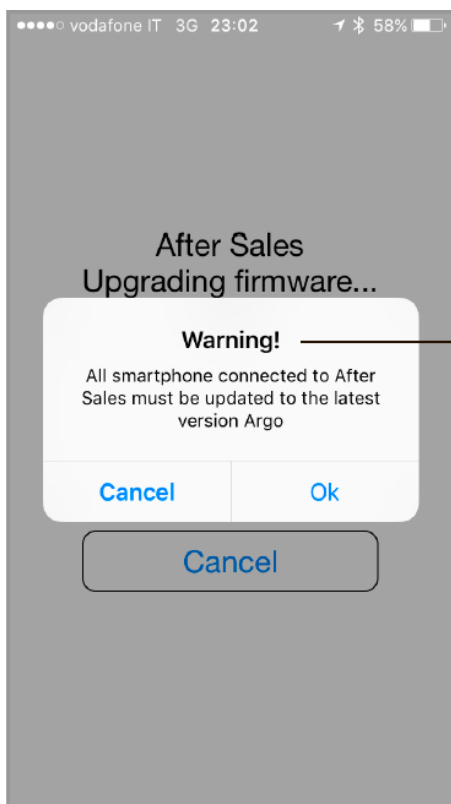 vodafone IT 3G 23:02 58%
After Sales
Upgrading firmware...
Warning!
All smartphone connected to After
Sales must be updated to the latest
version Argo
Cancel Ok
Cancel